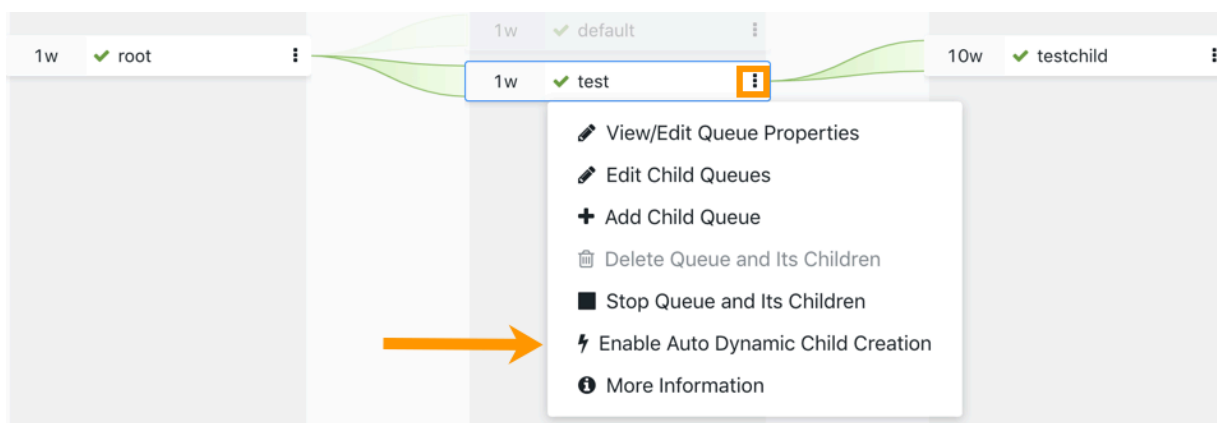 1w default
1w root
10w testchild
1w test
View/Edit Queue Properties
Edit Child Queues
Add Child Queue
Delete Queue and Its Children
Stop Queue and Its Children
Enable Auto Dynamic Child Creation
More Information